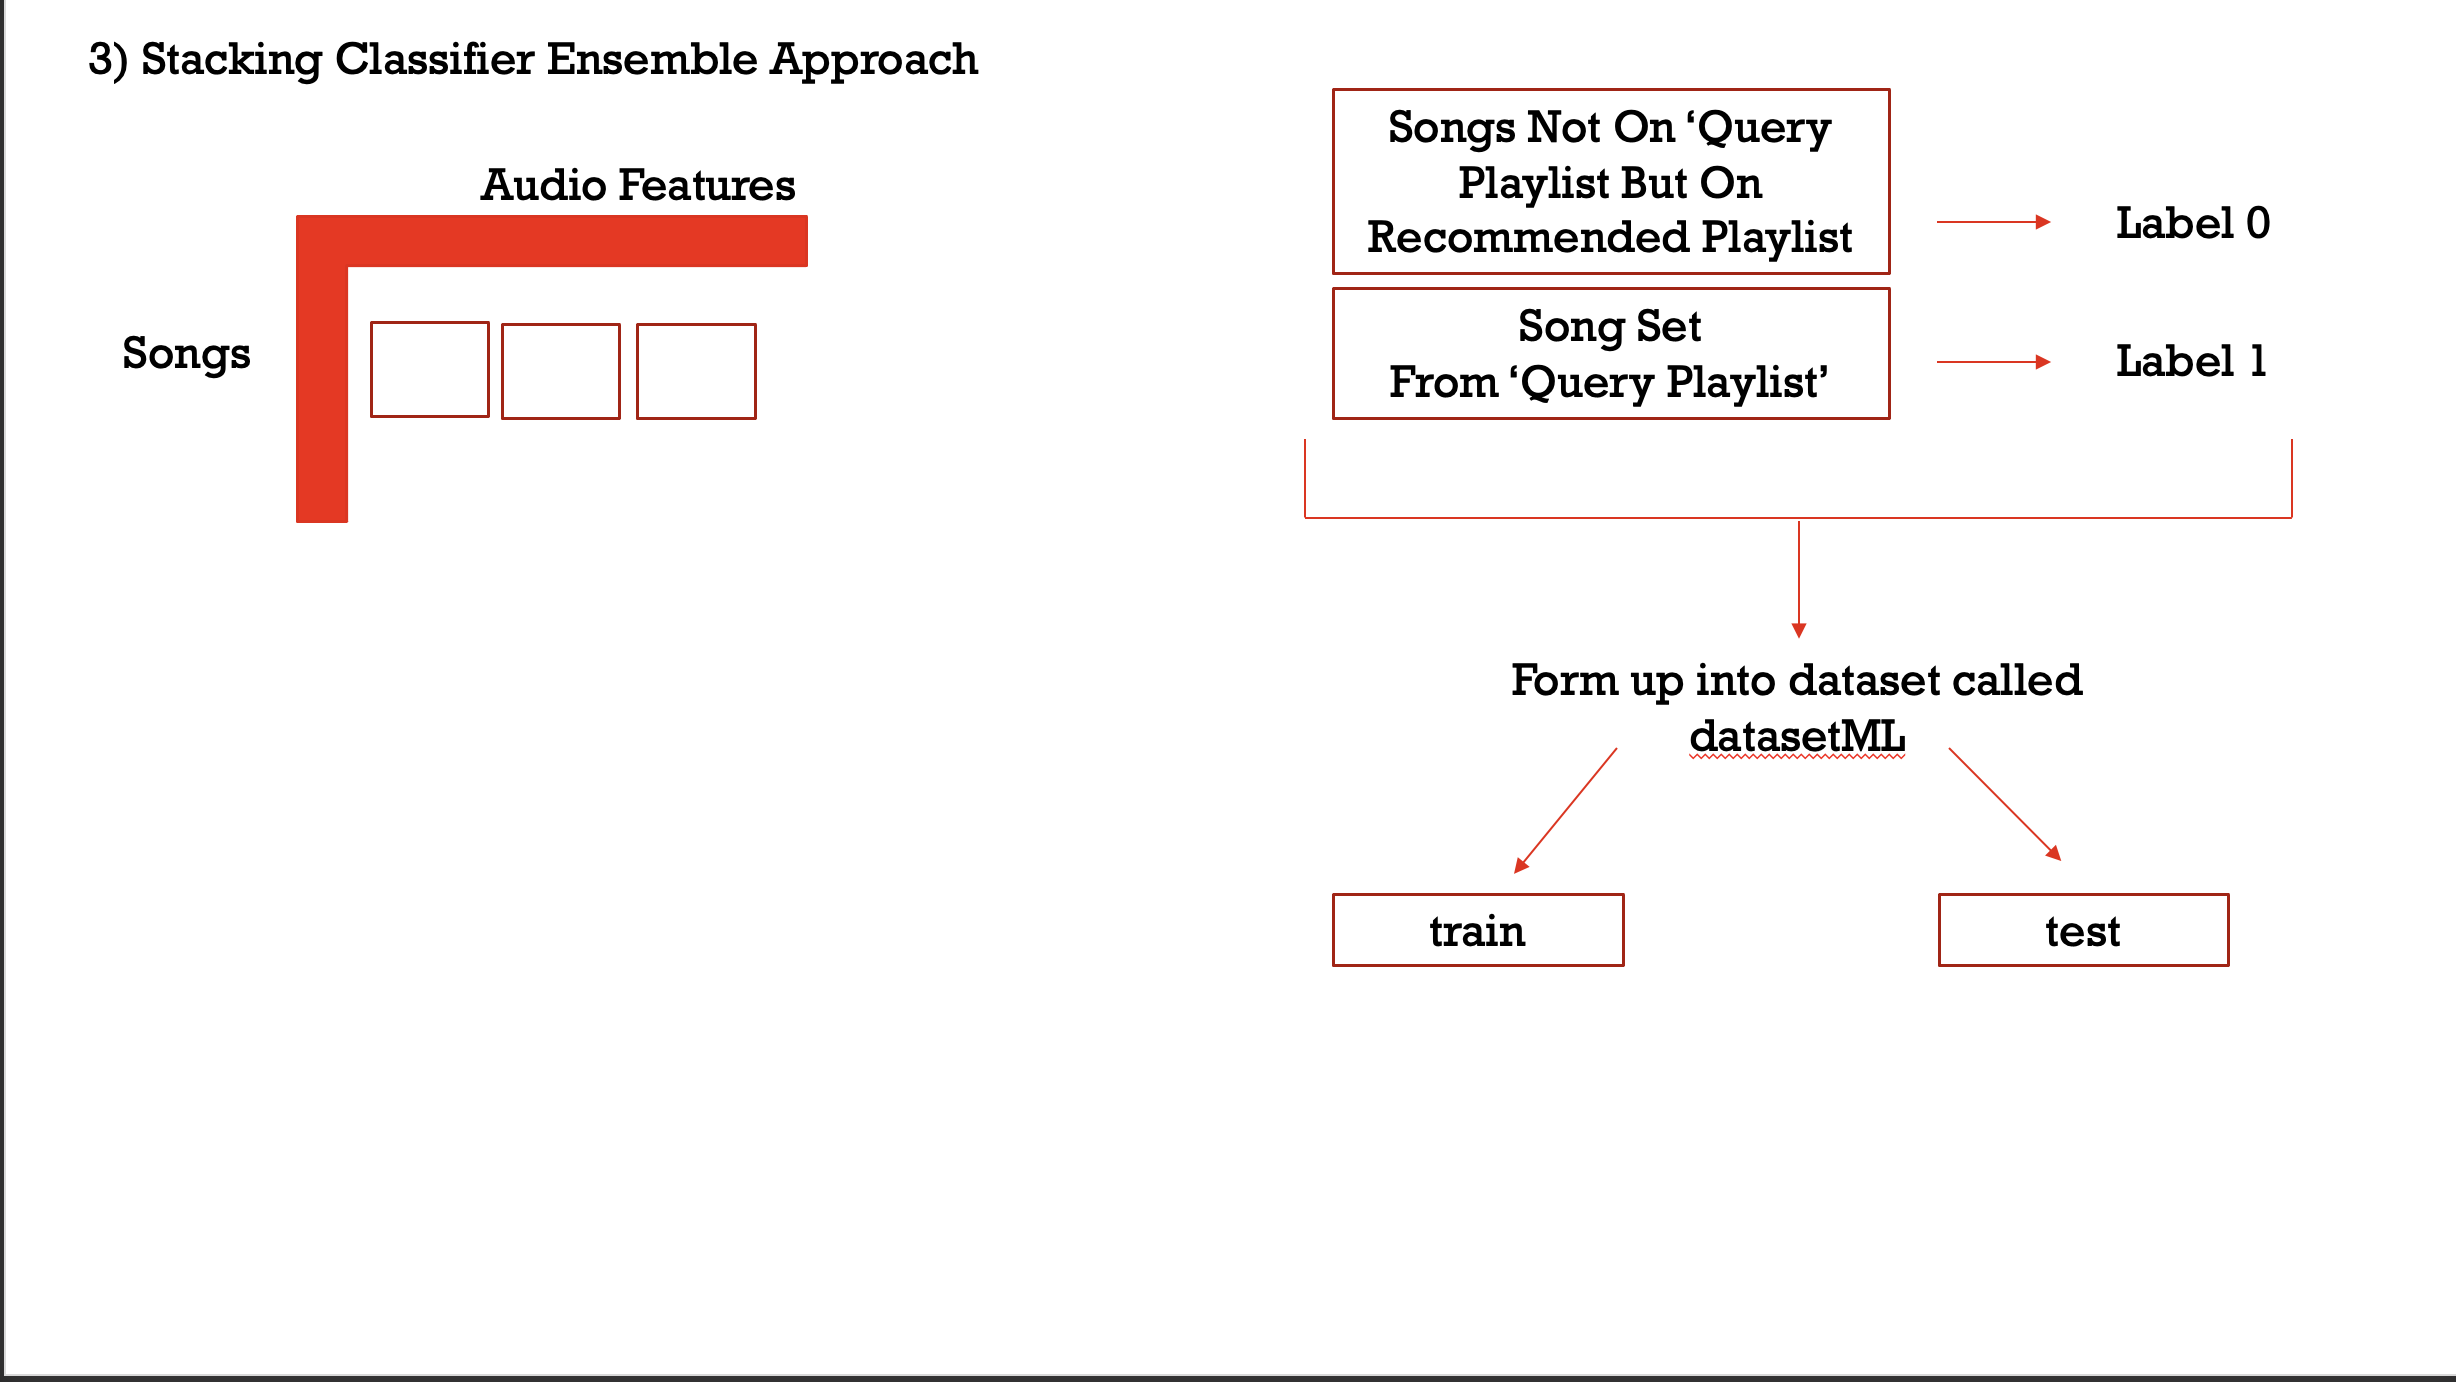 3) Stacking Classifier Ensemble Approach
Audio Features
Songs
Songs Not On ‘Query
Playlist But On
Recommended Playlist
Label 0
Song Set
From ‘Query Playlist’
Label 1
Form up into dataset called
datasetML
train
test